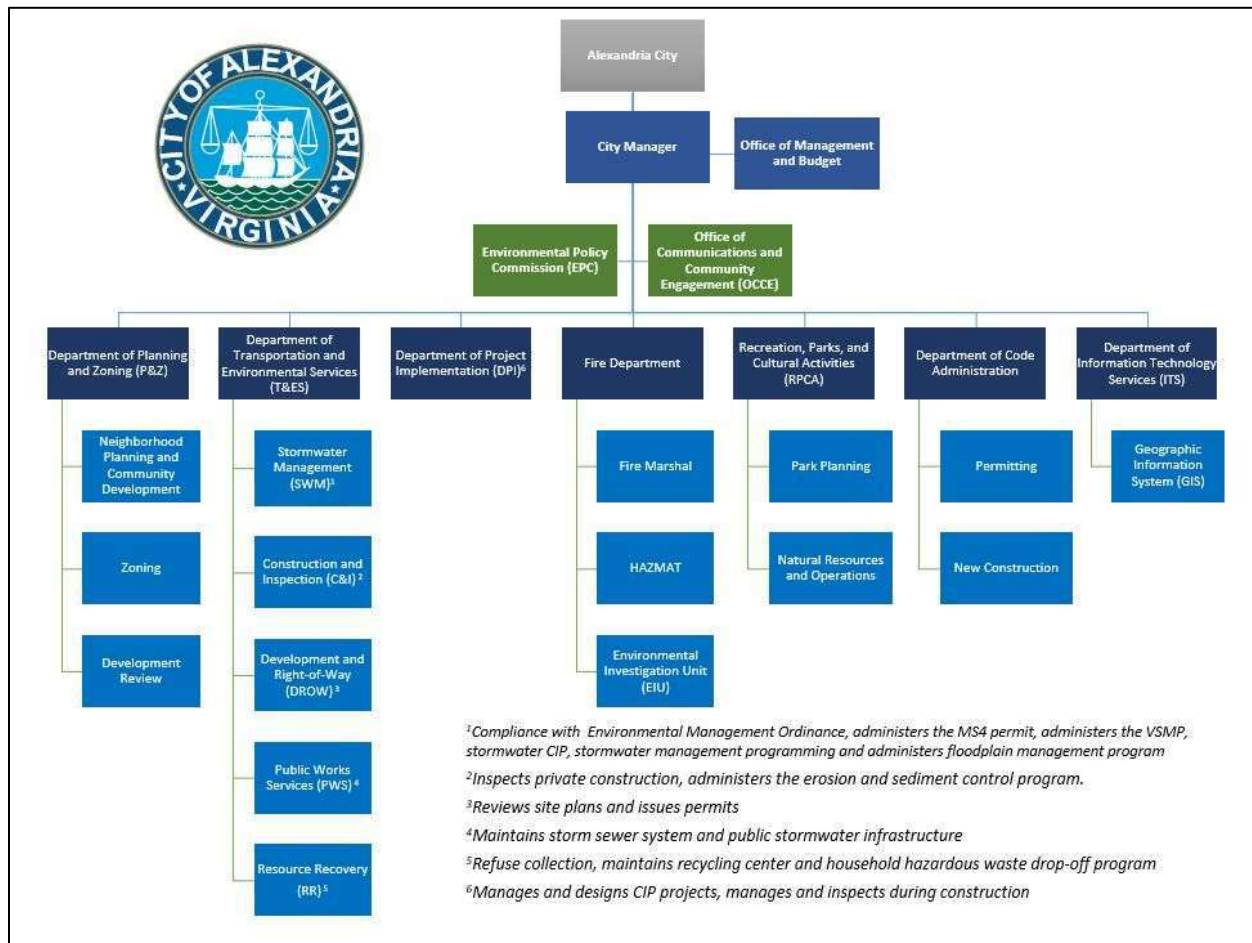 CITY OF ALEXANDRIA
VIRGINIA
Alexandria City
City Manager
Office of Management
and Budget
Environmental Policy
Commission (EPC)
Office of
Communications and
Community
Engagement (OCCE)
Department of Planning
and Zoning (P&Z)
Department of
Transportation and
Environmental Services
(T&ES)
Department of Project
Implementation (DPI)⁶
Fire Department
Recreation, Parks, and
Cultural Activities
(RPCA)
Department of Code
Administration
Department of
Information Technology
Services (ITS)
Neighborhood
Planning and
Community
Development
Zoning
Development
Review
Stormwater
Management
(SWM)¹
Construction and
Inspection (C&I)²
Development and
Right-of-Way
(DROW)³
Public Works
Services (PWS)⁴
Resource Recovery
(RR)⁵
Fire Marshal
HAZMAT
Environmental
Investigation Unit
(EIU)
Park Planning
Natural Resources
and Operations
Permitting
New Construction
Geographic
Information
System (GIS)
¹Compliance with Environmental Management Ordinance, administers the MS4 permit, administers the VSMP,
stormwater CIP, stormwater management programming and administers floodplain management program
²Inspects private construction, administers the erosion and sediment control program.
³Reviews site plans and issues permits
⁴Maintains storm sewer system and public stormwater infrastructure
⁵Refuse collection, maintains recycling center and household hazardous waste drop-off program
⁶Manages and designs CIP projects, manages and inspects during construction